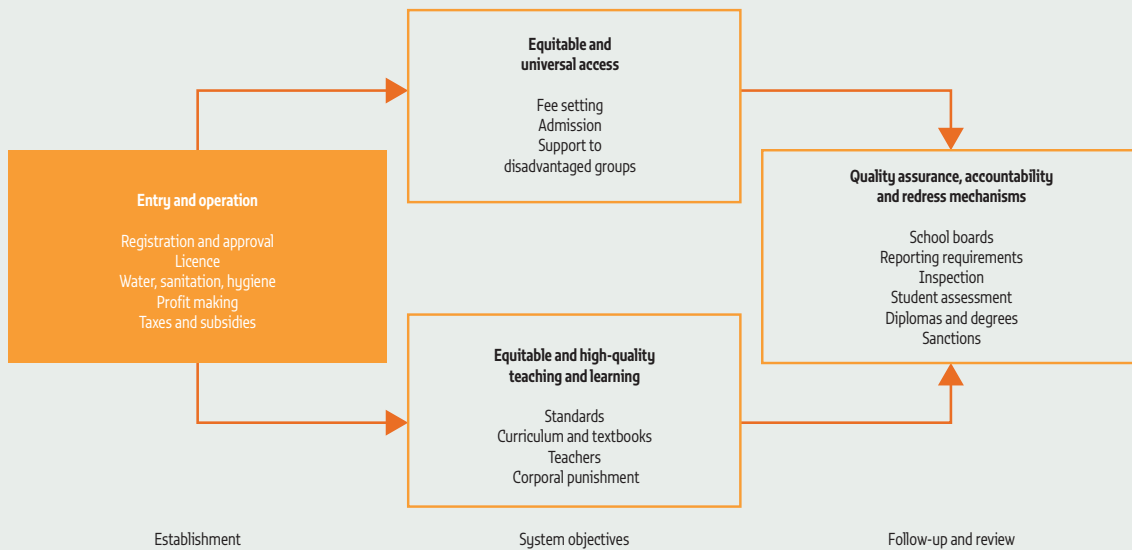 Equitable and
universal access
Fee setting
Admission
Support to
disadvantaged groups
Entry and operation
Registration and approval
Licence
Water, sanitation, hygiene
Profit making
Taxes and subsidies
Quality assurance, accountability
and redress mechanisms
School boards
Reporting requirements
Inspection
Student assessment
Diplomas and degrees
Sanctions
Equitable and high-quality
teaching and learning
Standards
Curriculum and textbooks
Teachers
Corporal punishment
Establishment
System objectives
Follow-up and review